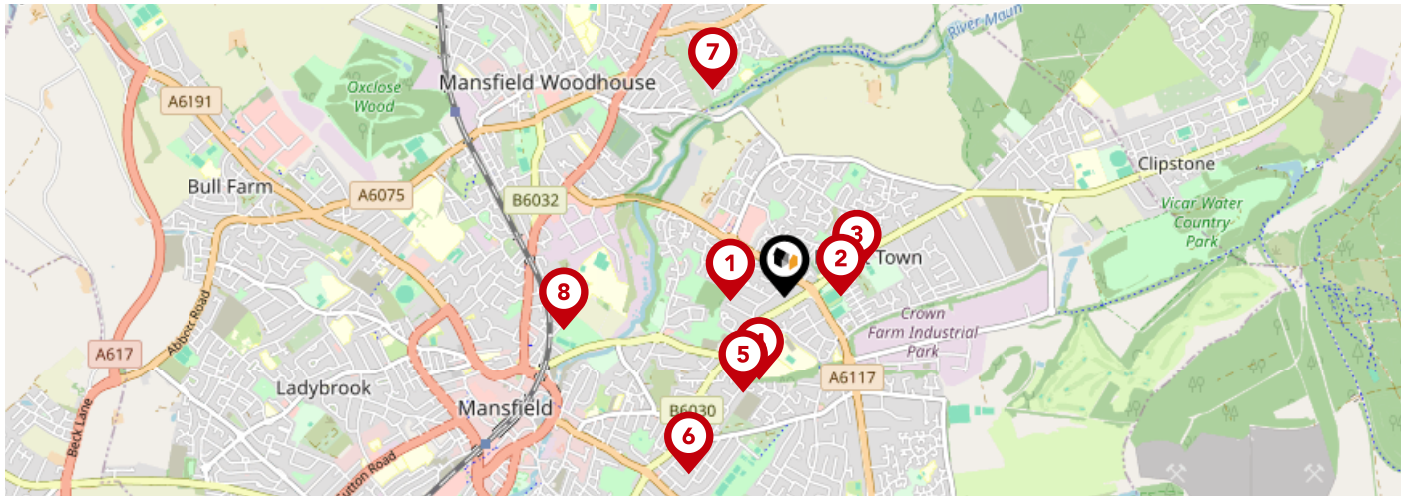 River Maun
7
Mansfield Woodhouse
Oxclose
Wood
A6191
Clipstone
Bull Farm
A6075
B6032
Vicar Water
Country
Park
3
1
2
Town
8
Crown
Farm Industrial
Park
Abbott Road
4
5
A617
A6117
Ladybrook
Mansfield
B6030
Beck Lane
6
Sutton Road